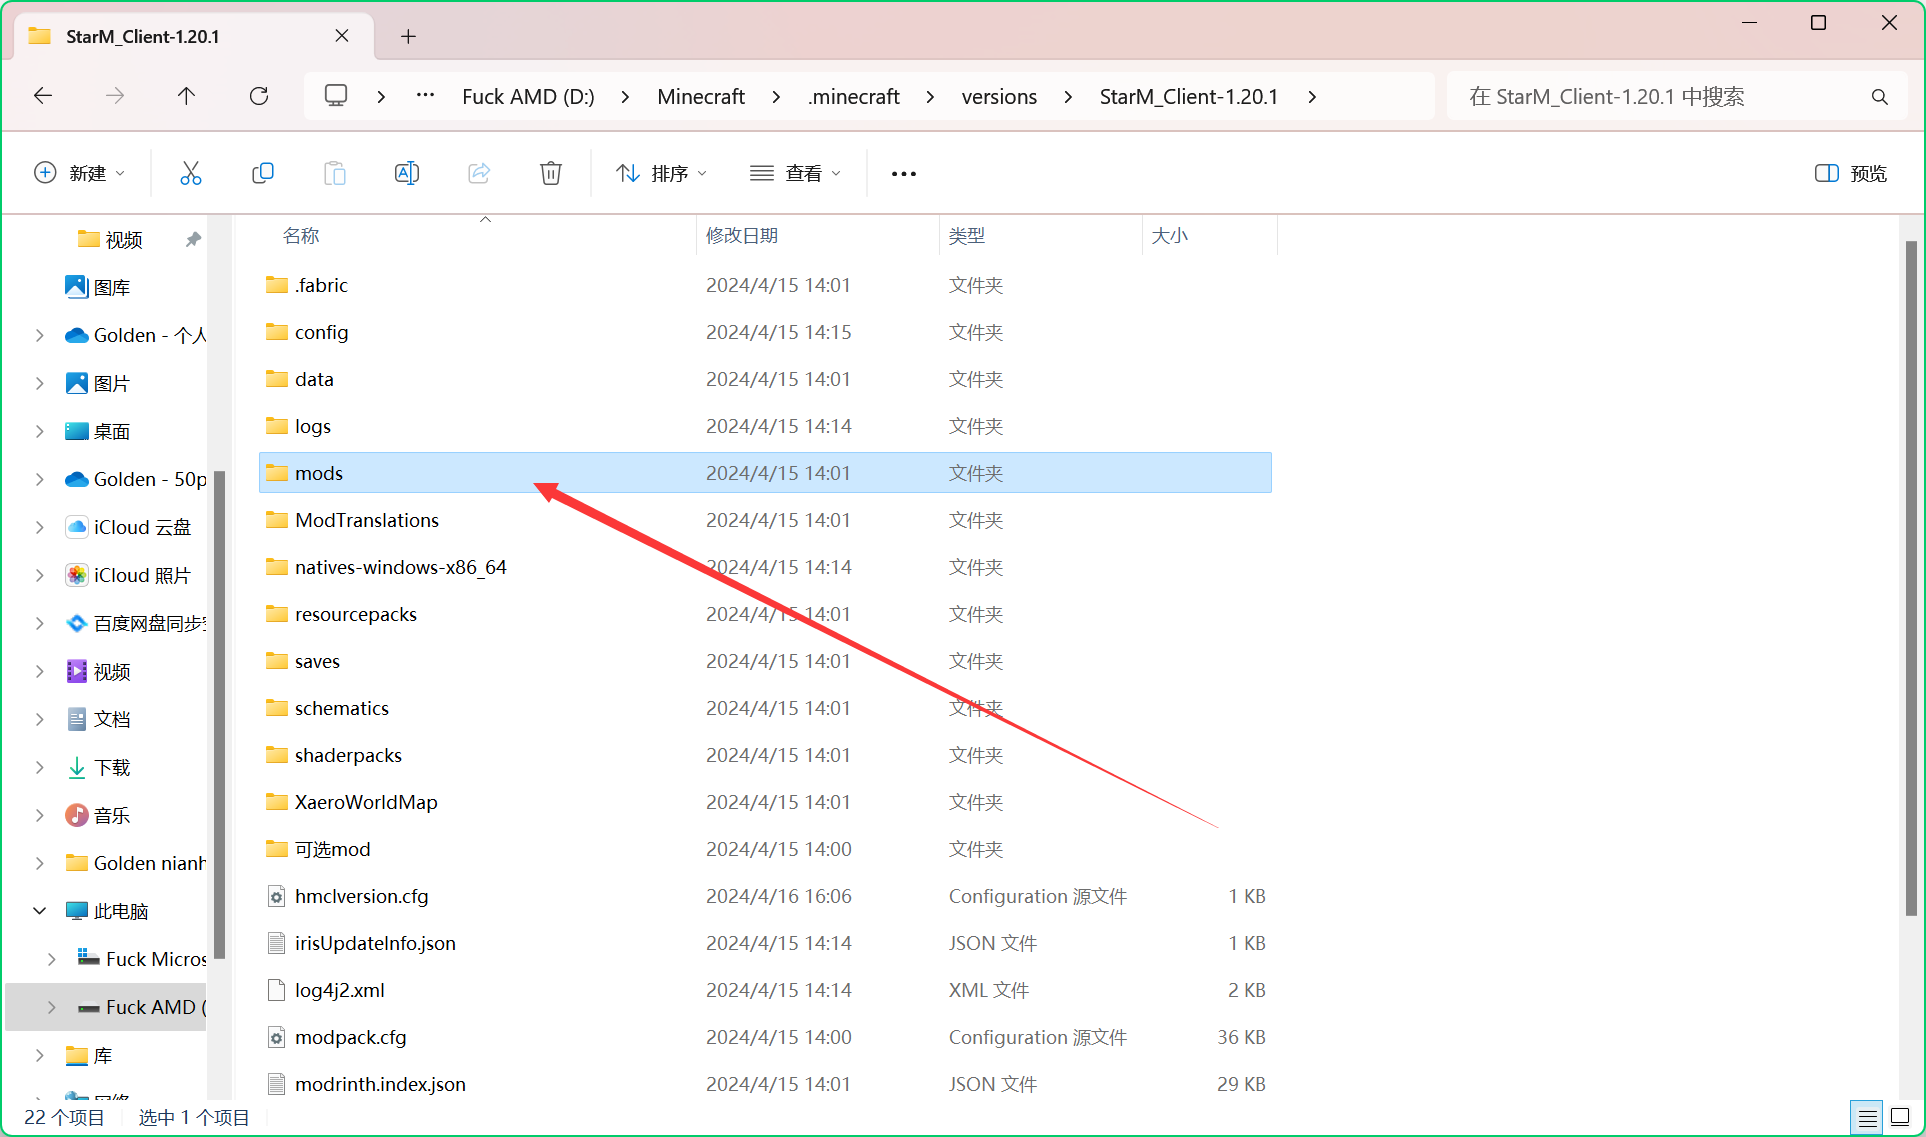 StarM_Client-1.20.1
Fuck AMD (D:) Minecraft .minecraft versions StarM_Client-1.20.1
在 StarM_Client-1.20.1 中搜索
新建 排序 查看 ••• 预览
名称 修改日期 类型 大小
视频
图库
Golden - 个人
图片
桌面
Golden - 50p
iCloud 云盘
iCloud 照片
百度网盘同步空
视频
文档
下载
音乐
Golden nianh
此电脑
Fuck Micros
Fuck AMD (
库
网络
.fabric 2024/4/15 14:01 文件夹
config 2024/4/15 14:15 文件夹
data 2024/4/15 14:01 文件夹
logs 2024/4/15 14:14 文件夹
mods 2024/4/15 14:01 文件夹
ModTranslations 2024/4/15 14:01 文件夹
natives-windows-x86_64 2024/4/15 14:14 文件夹
resourcepacks 2024/4/15 14:01 文件夹
saves 2024/4/15 14:01 文件夹
schematics 2024/4/15 14:01 文件夹
shaderpacks 2024/4/15 14:01 文件夹
XaeroWorldMap 2024/4/15 14:01 文件夹
可选mod 2024/4/15 14:00 文件夹
hmclversion.cfg 2024/4/16 16:06 Configuration 源文件 1 KB
irisUpdateInfo.json 2024/4/15 14:14 JSON 文件 1 KB
log4j2.xml 2024/4/15 14:14 XML 文件 2 KB
modpack.cfg 2024/4/15 14:00 Configuration 源文件 36 KB
modrinth.index.json 2024/4/15 14:01 JSON 文件 29 KB
22 个项目 选中 1 个项目